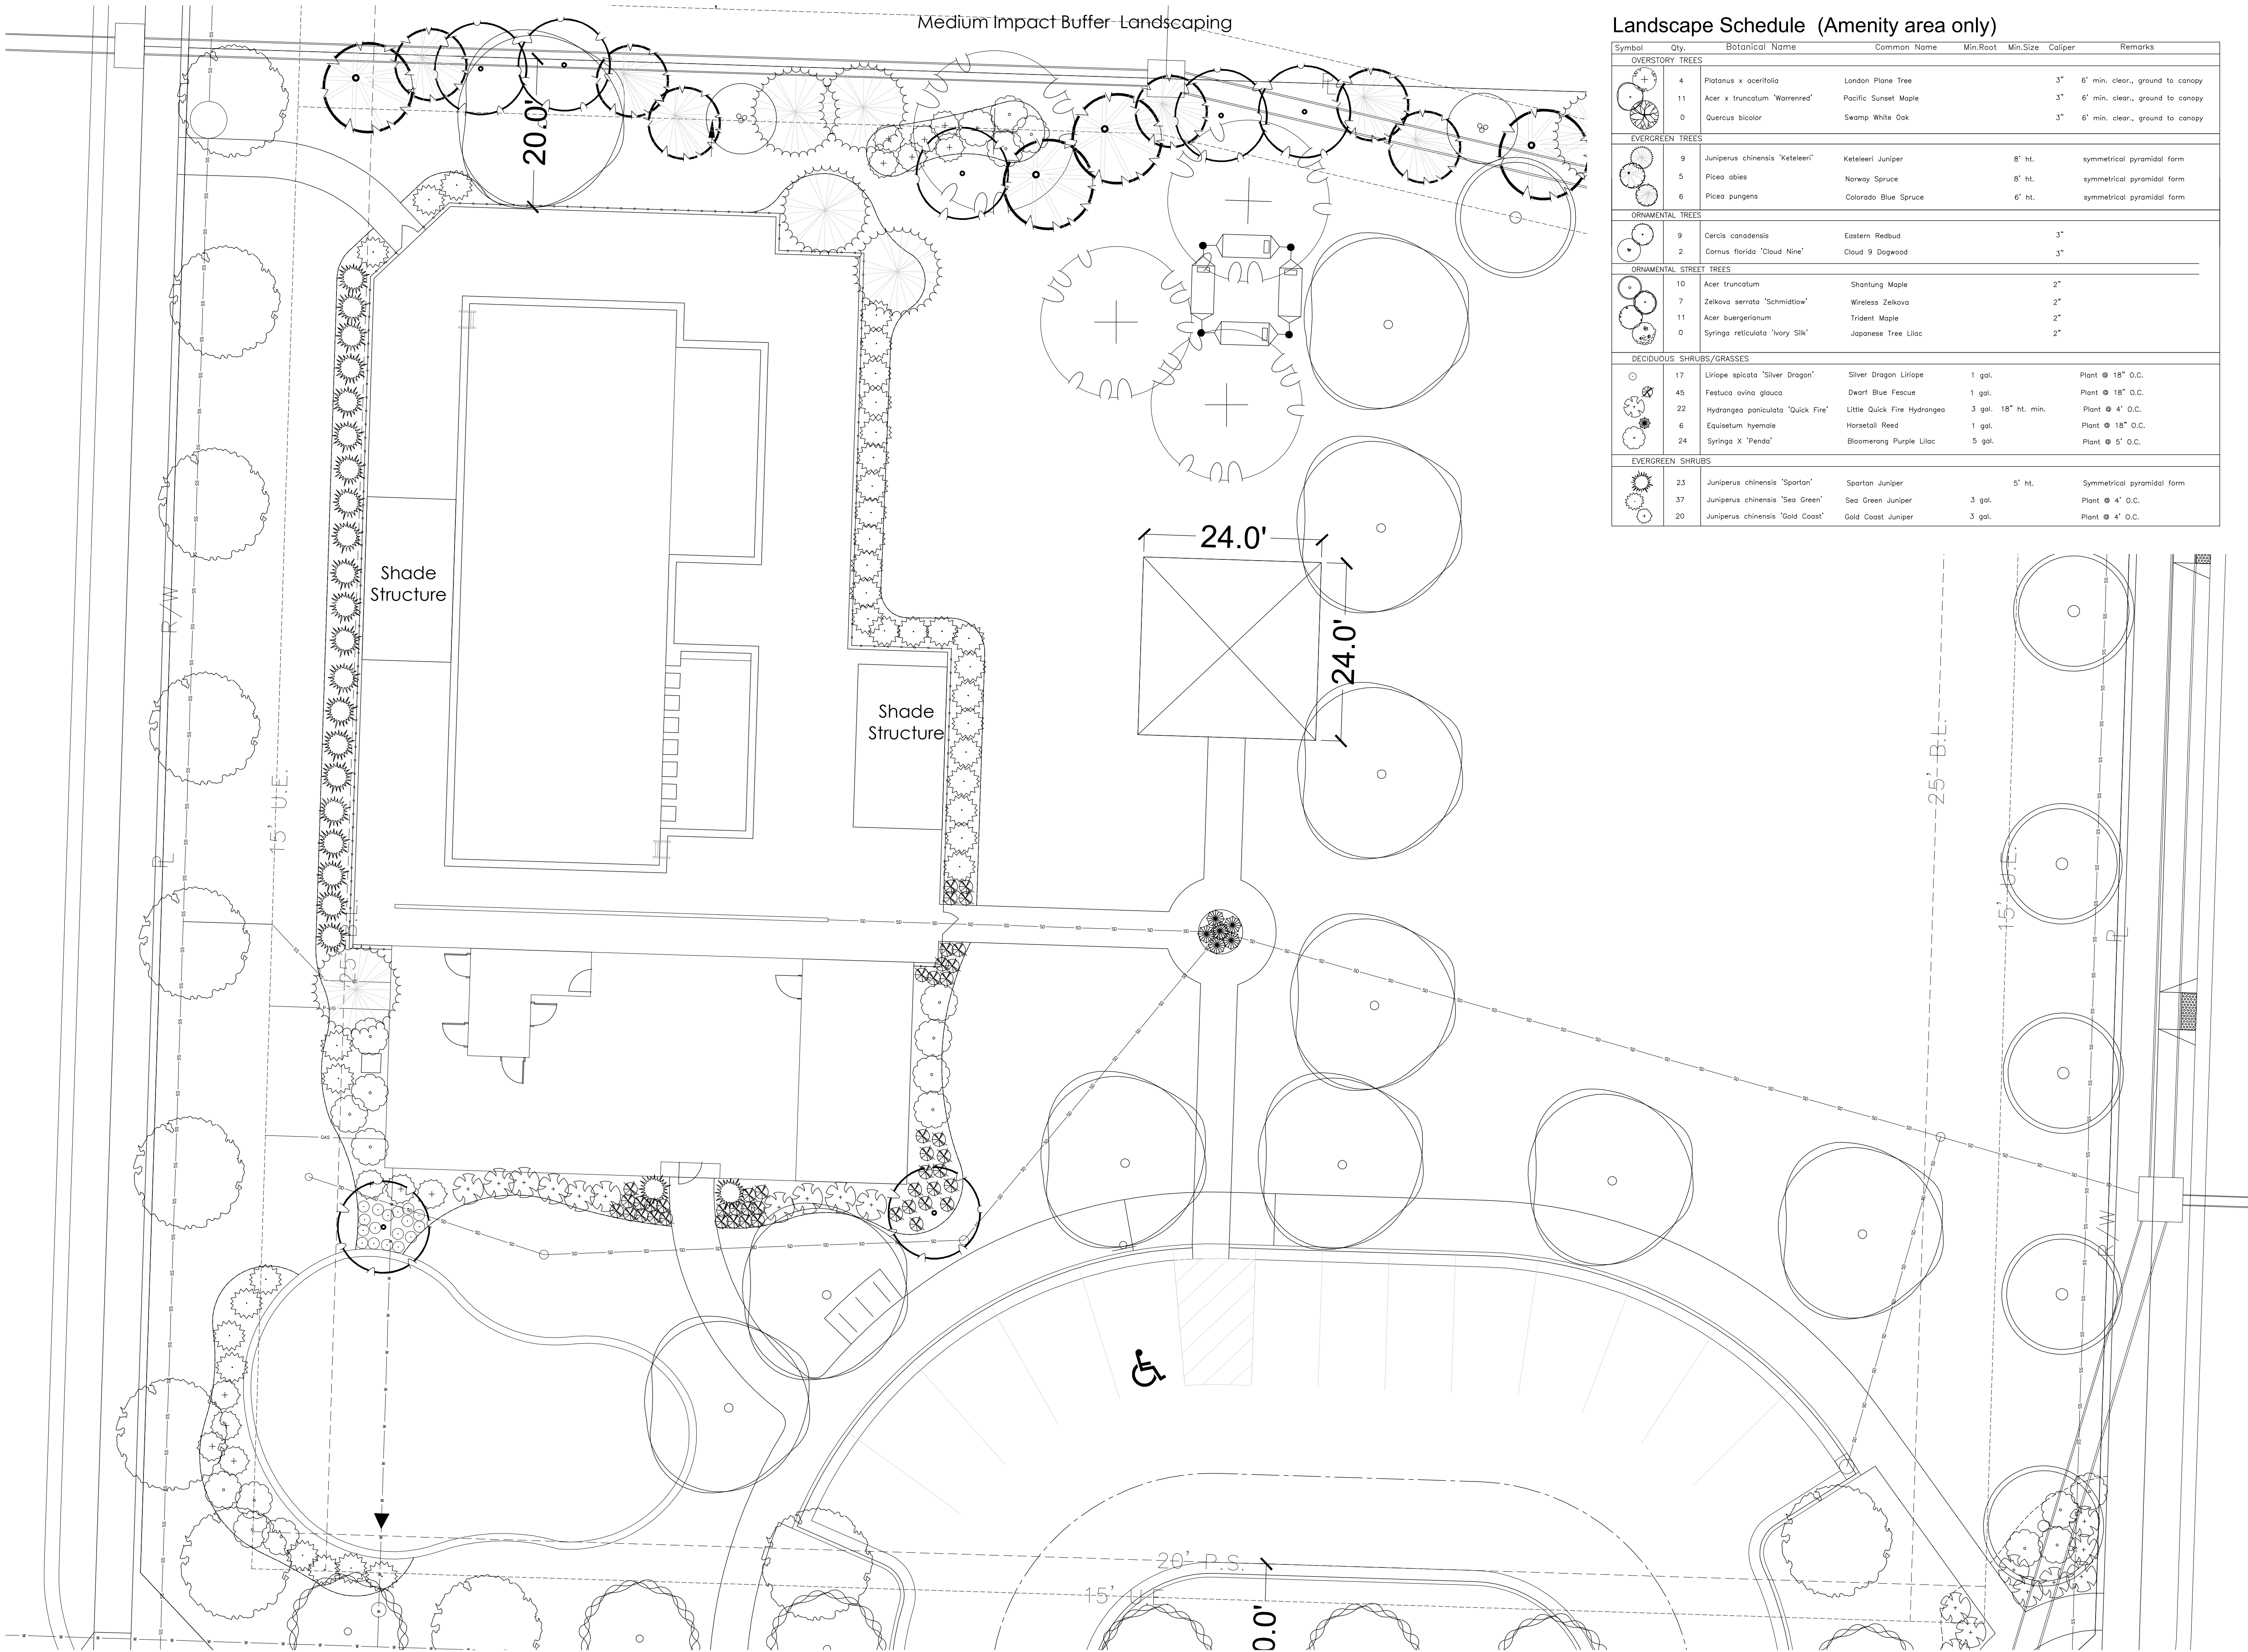 Medium Impact Buffer Landscaping
Landscape Schedule (Amenity area only)
Symbol Qty. Botanical Name Common Name Min.Root Min.Size Caliper Remarks
OVERSTORY TREES
4 Platanus x acerifolia London Plane Tree 3" 6' min. clear., ground to canopy
11 Acer x truncatum 'Warrenred' Pacific Sunset Maple 3" 6' min. clear., ground to canopy
0 Quercus bicolor Swamp White Oak 3" 6' min. clear., ground to canopy
EVERGREEN TREES
9 Juniperus chinensis 'Keteleeri' Keteleeri Juniper 8' ht. symmetrical pyramidal form
5 Picea abies Norway Spruce 8' ht. symmetrical pyramidal form
6 Picea pungens Colorado Blue Spruce 6' ht. symmetrical pyramidal form
ORNAMENTAL TREES
9 Cercis canadensis Eastern Redbud 3"
2 Cornus florida 'Cloud Nine' Cloud 9 Dogwood 3"
ORNAMENTAL STREET TREES
10 Acer truncatum Shantung Maple 2"
7 Zelkova serrata 'Schmidtlow' Wireless Zelkova 2"
11 Acer buergerianum Trident Maple 2"
0 Syringa reticulata 'Ivory Silk' Japanese Tree Lilac 2"
DECIDUOUS SHRUBS/GRASSES
17 Liriope spicata 'Silver Dragon' Silver Dragon Liriope 1 gal. Plant @ 18" O.C.
45 Festuca ovina glauca Dwarf Blue Fescue 1 gal. Plant @ 18" O.C.
22 Hydrangea paniculata 'Quick Fire' Little Quick Fire Hydrangea 3 gal. 18" ht. min. Plant @ 4' O.C.
6 Equisetum hyemale Horsetail Reed 1 gal. Plant @ 18" O.C.
24 Syringa X 'Penda' Bloomerang Purple Lilac 5 gal. Plant @ 5' O.C.
EVERGREEN SHRUBS
23 Juniperus chinensis 'Spartan' Spartan Juniper 5' ht. Symmetrical pyramidal form
37 Juniperus chinensis 'Sea Green' Sea Green Juniper 3 gal. Plant @ 4' O.C.
20 Juniperus chinensis 'Gold Coast' Gold Coast Juniper 3 gal. Plant @ 4' O.C.
20.0'
24.0'
24.0'
Shade
Structure
Shade
Structure
R/W
15' U.E.
25' B.L.
15' U.E.
R/W
GAS
20' P.S.
15' U.E.